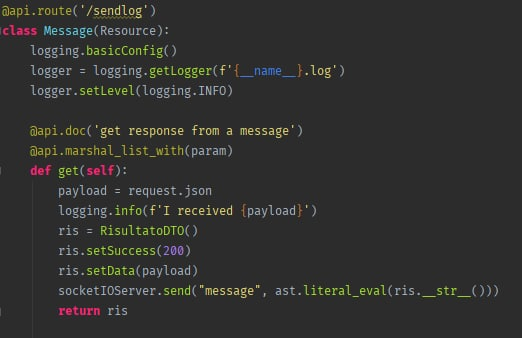 @api.route('/sendlog')
class Message(Resource):
    logging.basicConfig()
    logger = logging.getLogger(f'{__name__}.log')
    logger.setLevel(logging.INFO)

    @api.doc('get response from a message')
    @api.marshal_list_with(param)
    def get(self):
        payload = request.json
        logging.info(f'I received {payload}')
        ris = RisultatoDTO()
        ris.setSuccess(200)
        ris.setData(payload)
        socketIOServer.send("message", ast.literal_eval(ris.__str__()))
        return ris